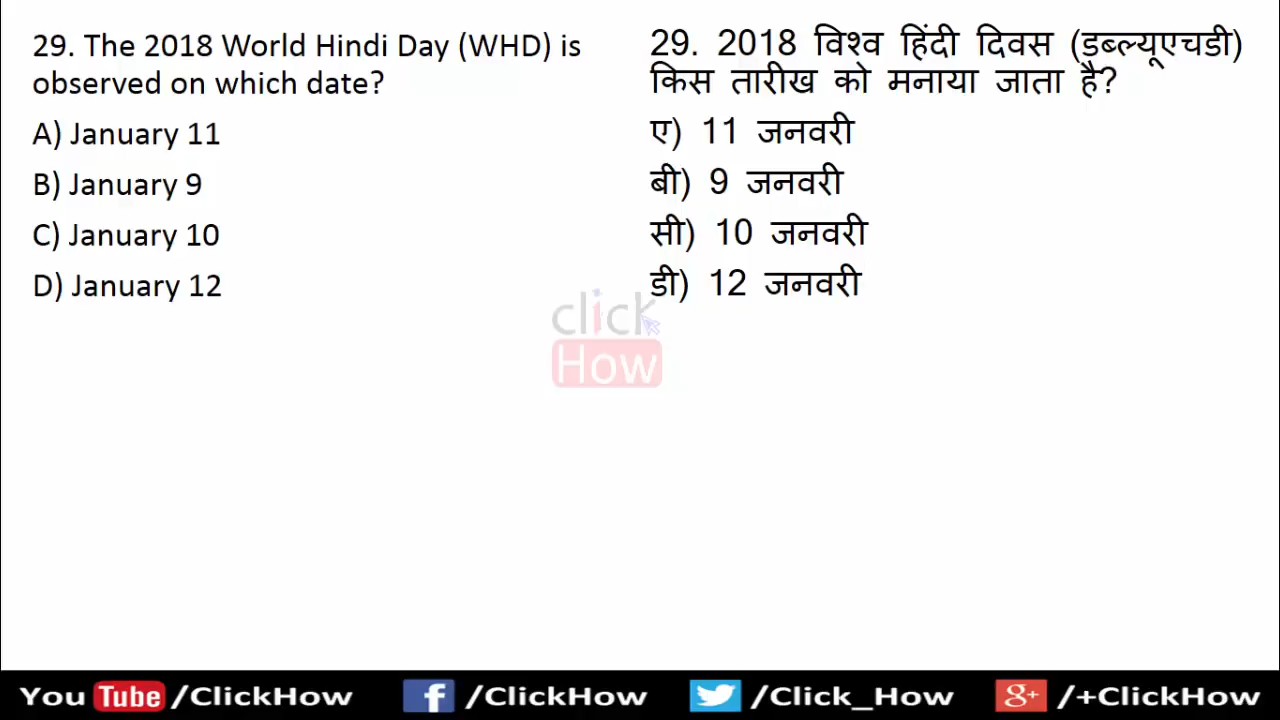 29. The 2018 World Hindi Day (WHD) is
observed on which date?
A) January 11
B) January 9
C) January 10
D) January 12
29. 2018 विश्व हिंदी दिवस (डब्ल्यूएचडी)
किस तारीख को मनाया जाता है?
ए) 11 जनवरी
बी) 9 जनवरी
सी) 10 जनवरी
डी) 12 जनवरी
click
How
You Tube /ClickHow f /ClickHow /Click_How g+ /+ClickHow